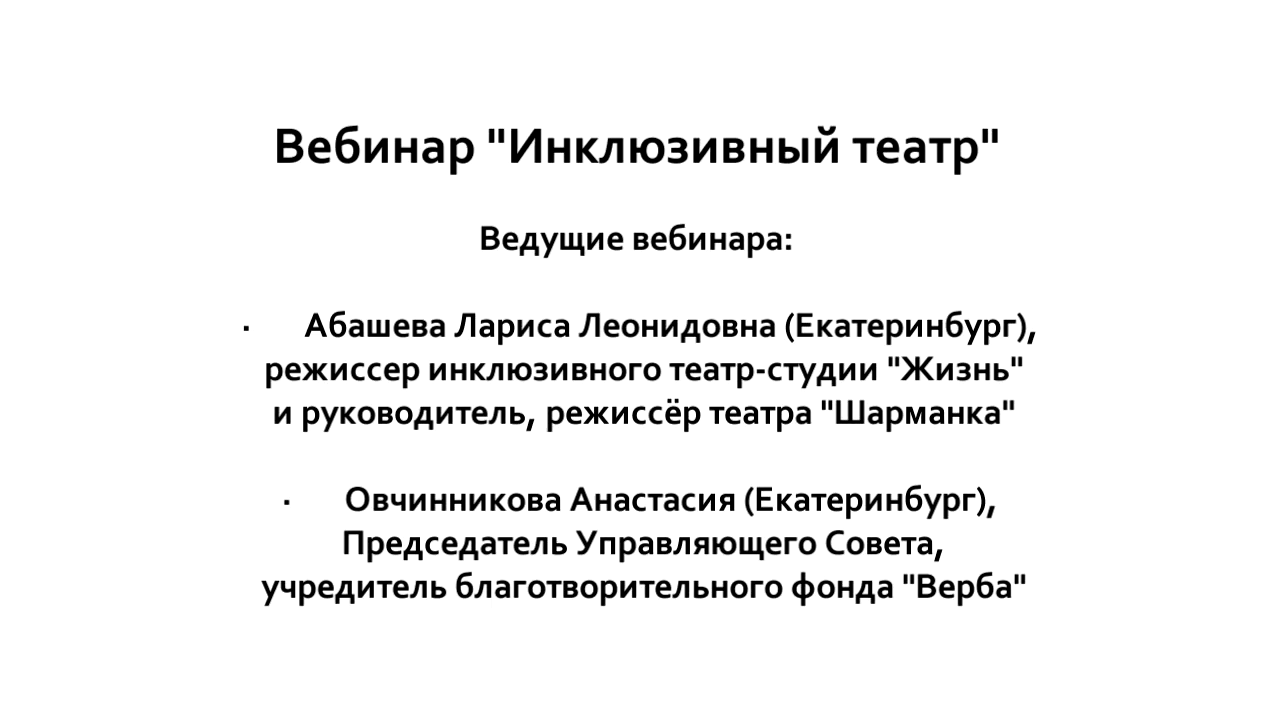 Вебинар "Инклюзивный театр"
Ведущие вебинара:
· Абашева Лариса Леонидовна (Екатеринбург),
режиссер инклюзивного театр-студии "Жизнь"
и руководитель, режиссёр театра "Шарманка"
· Овчинникова Анастасия (Екатеринбург),
Председатель Управляющего Совета,
учредитель благотворительного фонда "Верба"